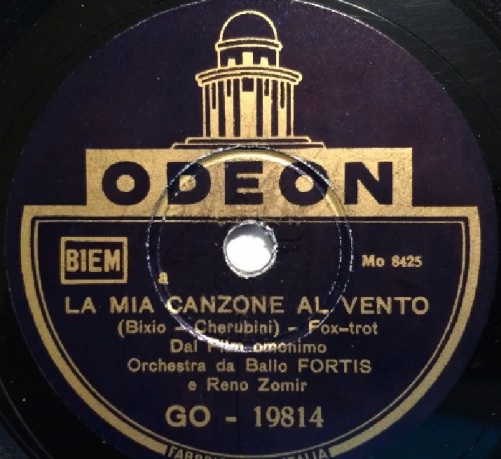 ODEON
BIEM
Mo 8425
a
LA MIA CANZONE AL VENTO
(Bixio - Cherubini) - Fox-trot
Dal Film omonimo
Orchestra da Ballo FORTIS
e Reno Zomir
GO - 19814